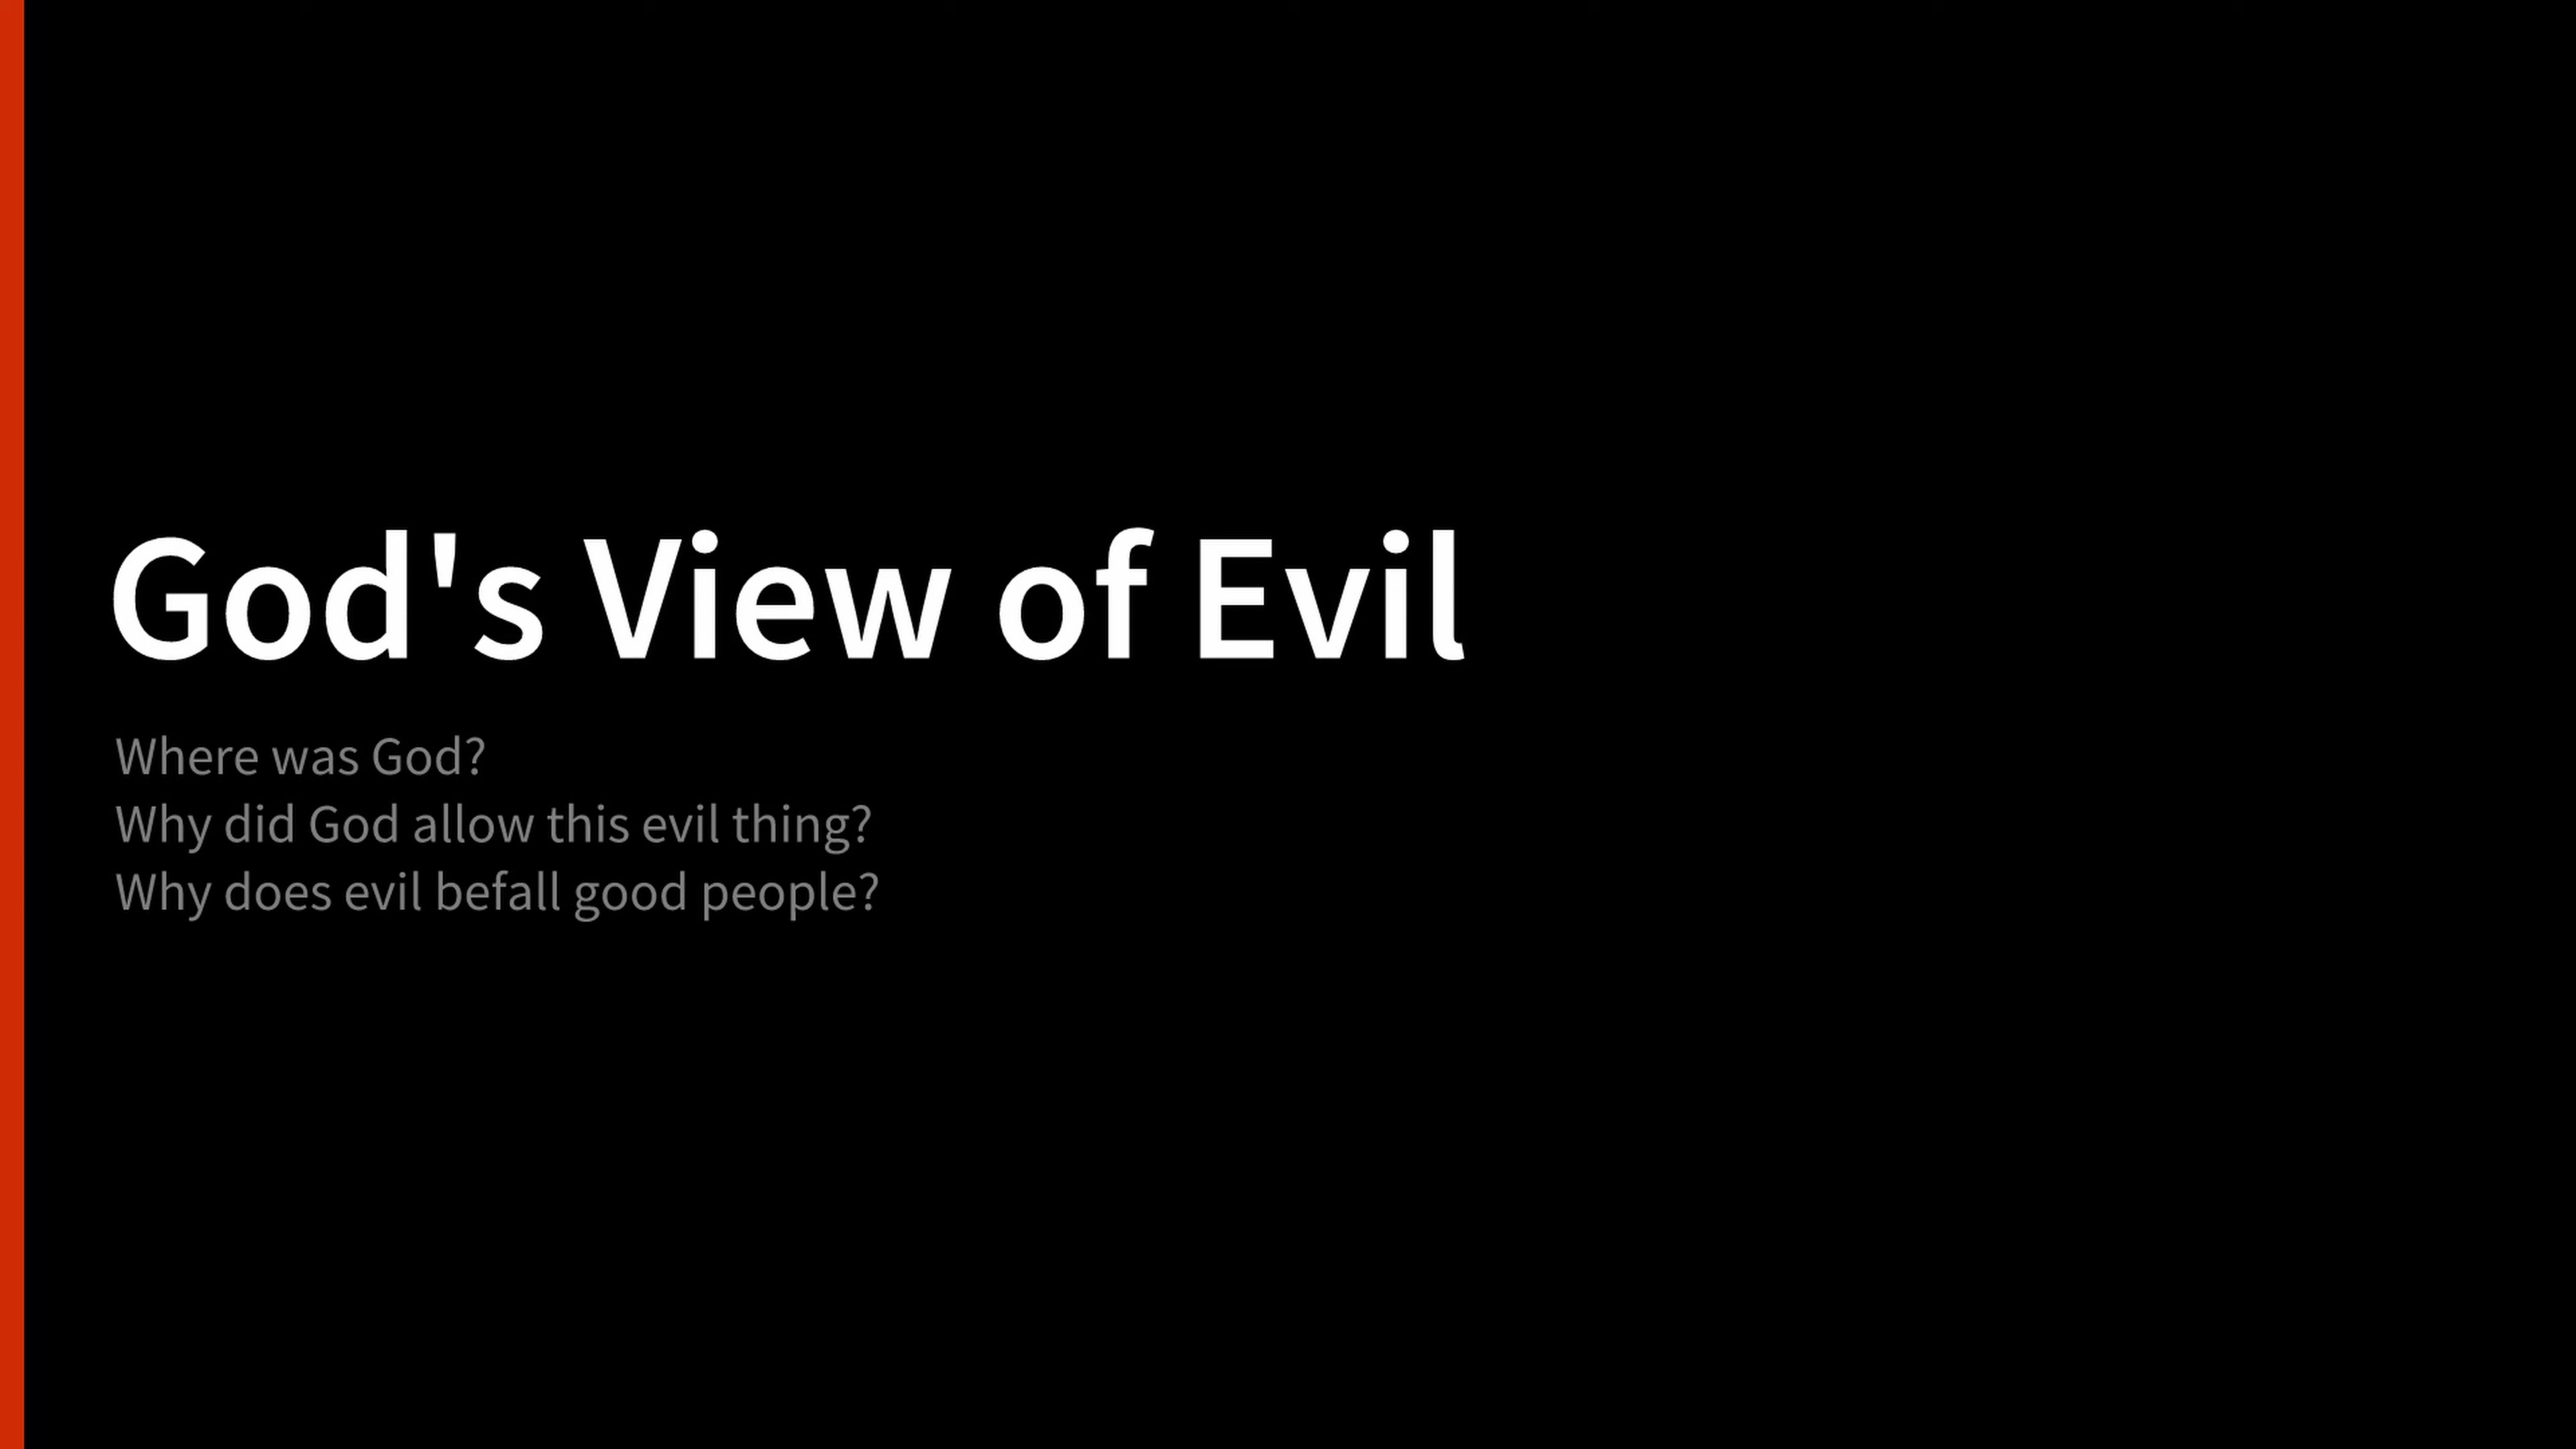 God's View of Evil
Where was God?
Why did God allow this evil thing?
Why does evil befall good people?